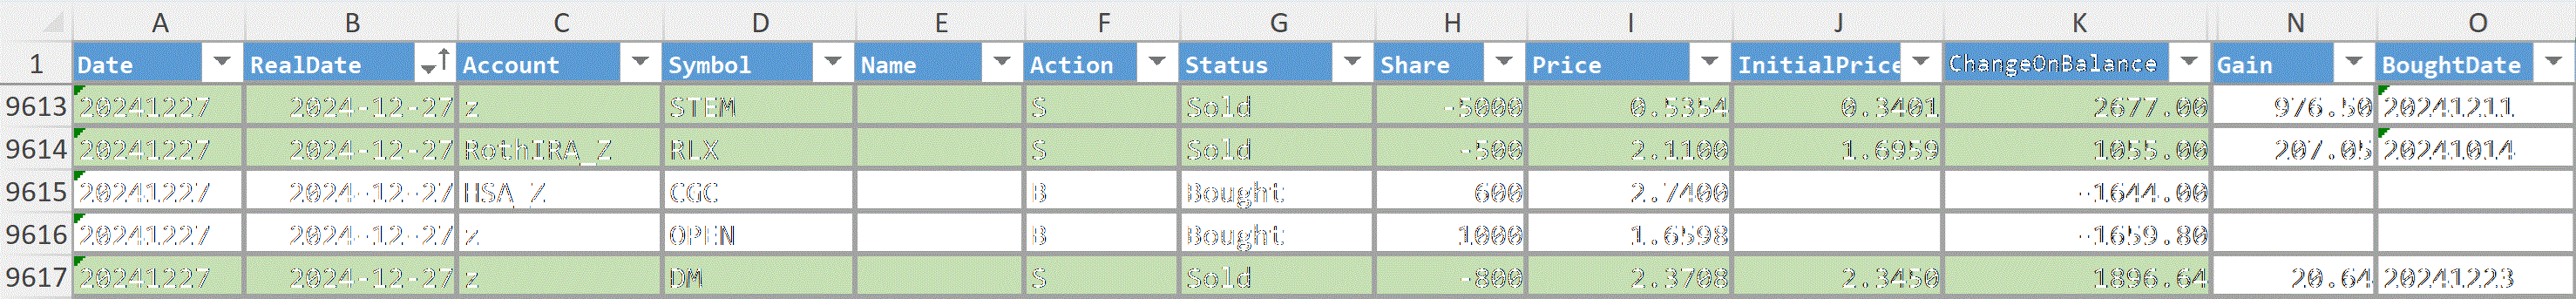 A B C D E F G H I J K N O
1 Date RealDate Account Symbol Name Action Status Share Price InitialPrice ChangeOnBalance Gain BoughtDate
9613 20241227 2024-12-27 z STEM S Sold -5000 0.5354 0.3401 2677.00 976.50 20241211
9614 20241227 2024-12-27 RothIRA_Z RLX S Sold -500 2.1100 1.6959 1055.00 207.05 20241014
9615 20241227 2024-12-27 HSA_Z CGC B Bought 600 2.7400 -1644.00
9616 20241227 2024-12-27 z OPEN B Bought 1000 1.6598 -1659.80
9617 20241227 2024-12-27 z DM S Sold -800 2.3708 2.3450 1896.64 20.64 20241223